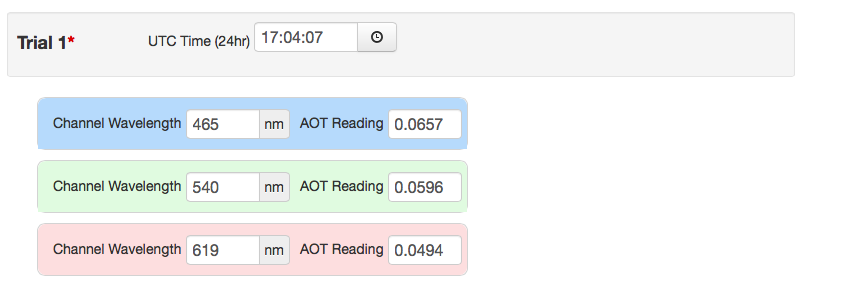 Trial 1* UTC Time (24hr) 17:04:07
Channel Wavelength 465 nm AOT Reading 0.0657
Channel Wavelength 540 nm AOT Reading 0.0596
Channel Wavelength 619 nm AOT Reading 0.0494